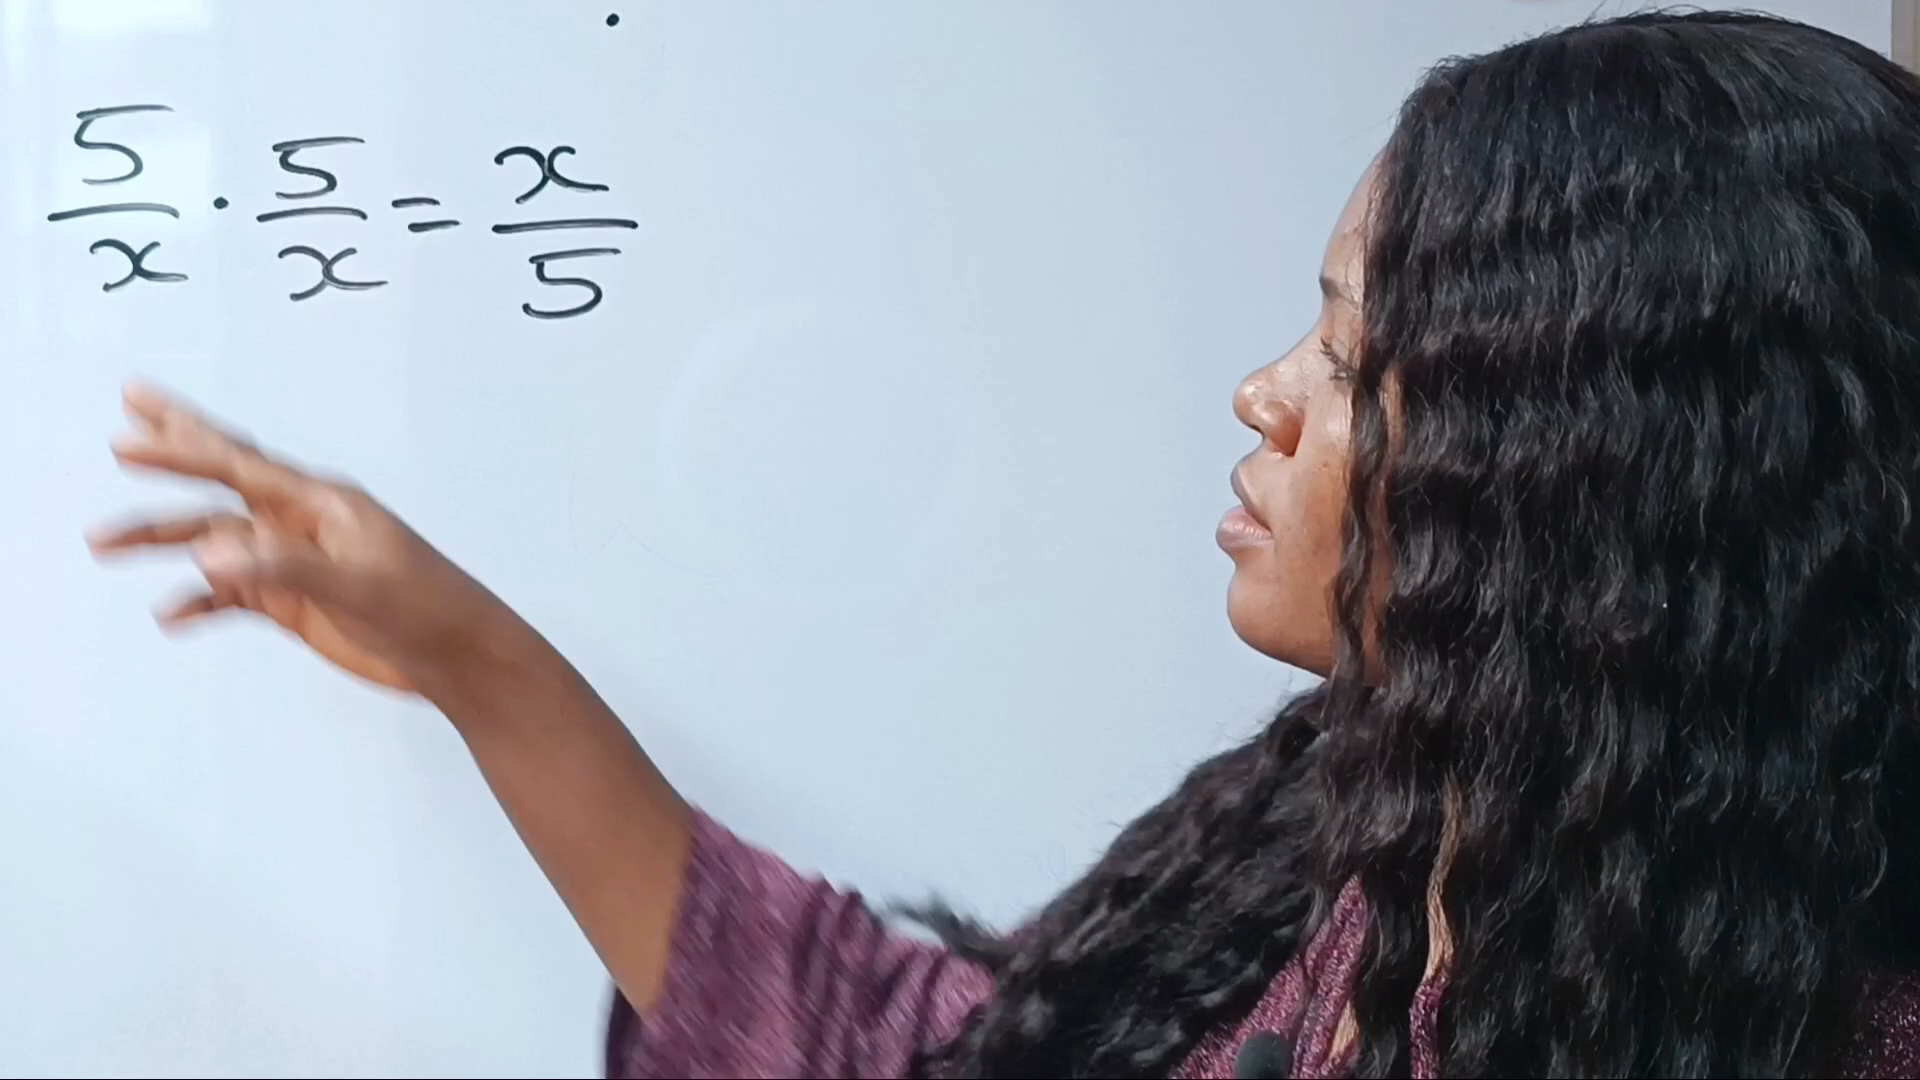 5/x · 5/x = x/5